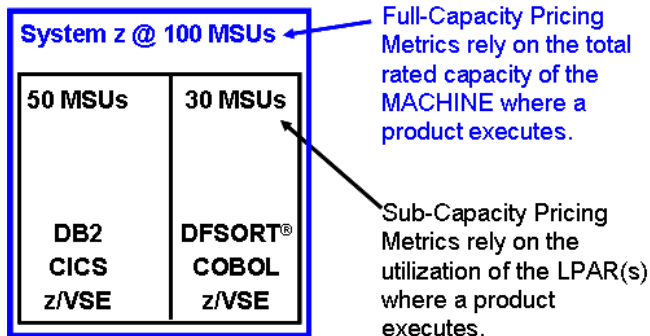 System z @ 100 MSUs
Full-Capacity Pricing
Metrics rely on the total
rated capacity of the
MACHINE where a
product executes.
50 MSUs
30 MSUs
DB2
CICS
z/VSE
DFSORT®
COBOL
z/VSE
Sub-Capacity Pricing
Metrics rely on the
utilization of the LPAR(s)
where a product
executes.